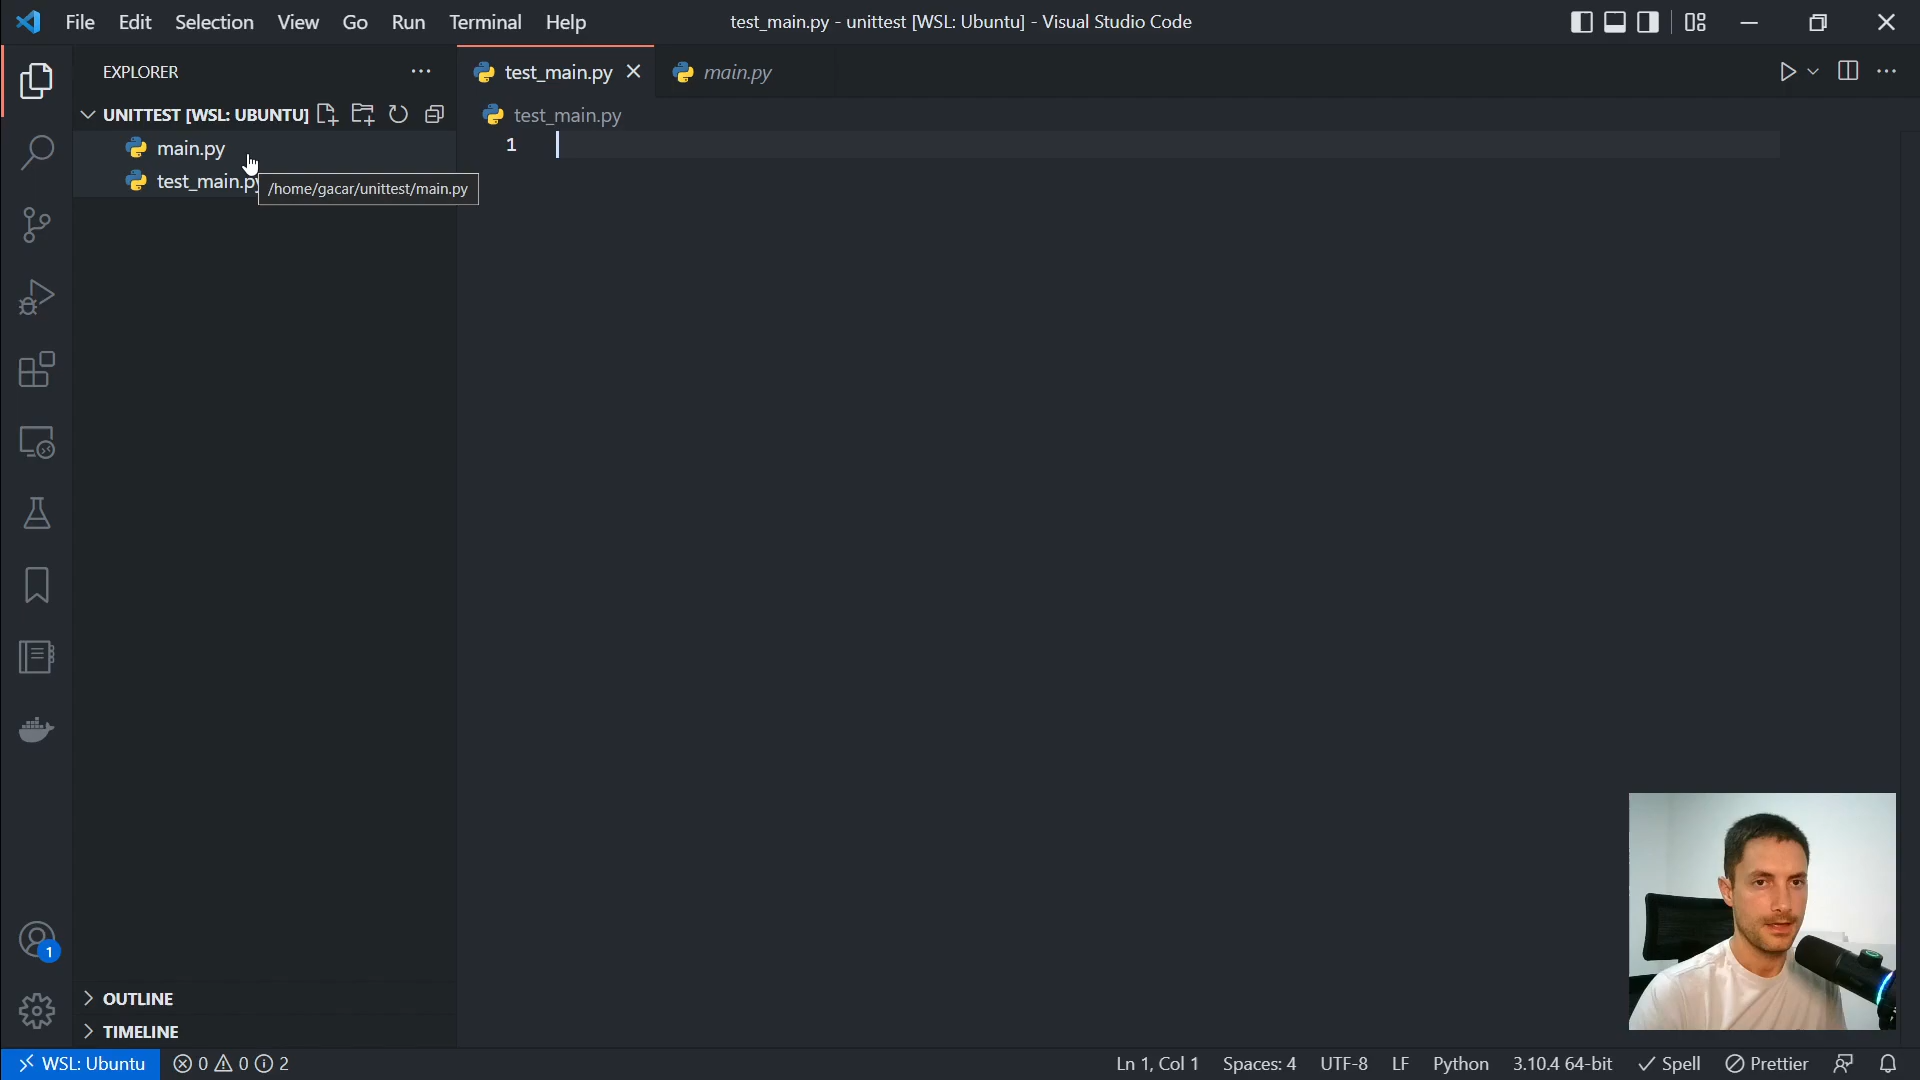 File Edit Selection View Go Run Terminal Help
test_main.py - unittest [WSL: Ubuntu] - Visual Studio Code
EXPLORER
UNITTEST [WSL: UBUNTU]
main.py
test_main.py
/home/gacar/unittest/main.py
OUTLINE
TIMELINE
test_main.py
main.py
test_main.py
1
1
WSL: Ubuntu
0 0 2
Ln 1, Col 1 Spaces: 4 UTF-8 LF Python 3.10.4 64-bit Spell Prettier